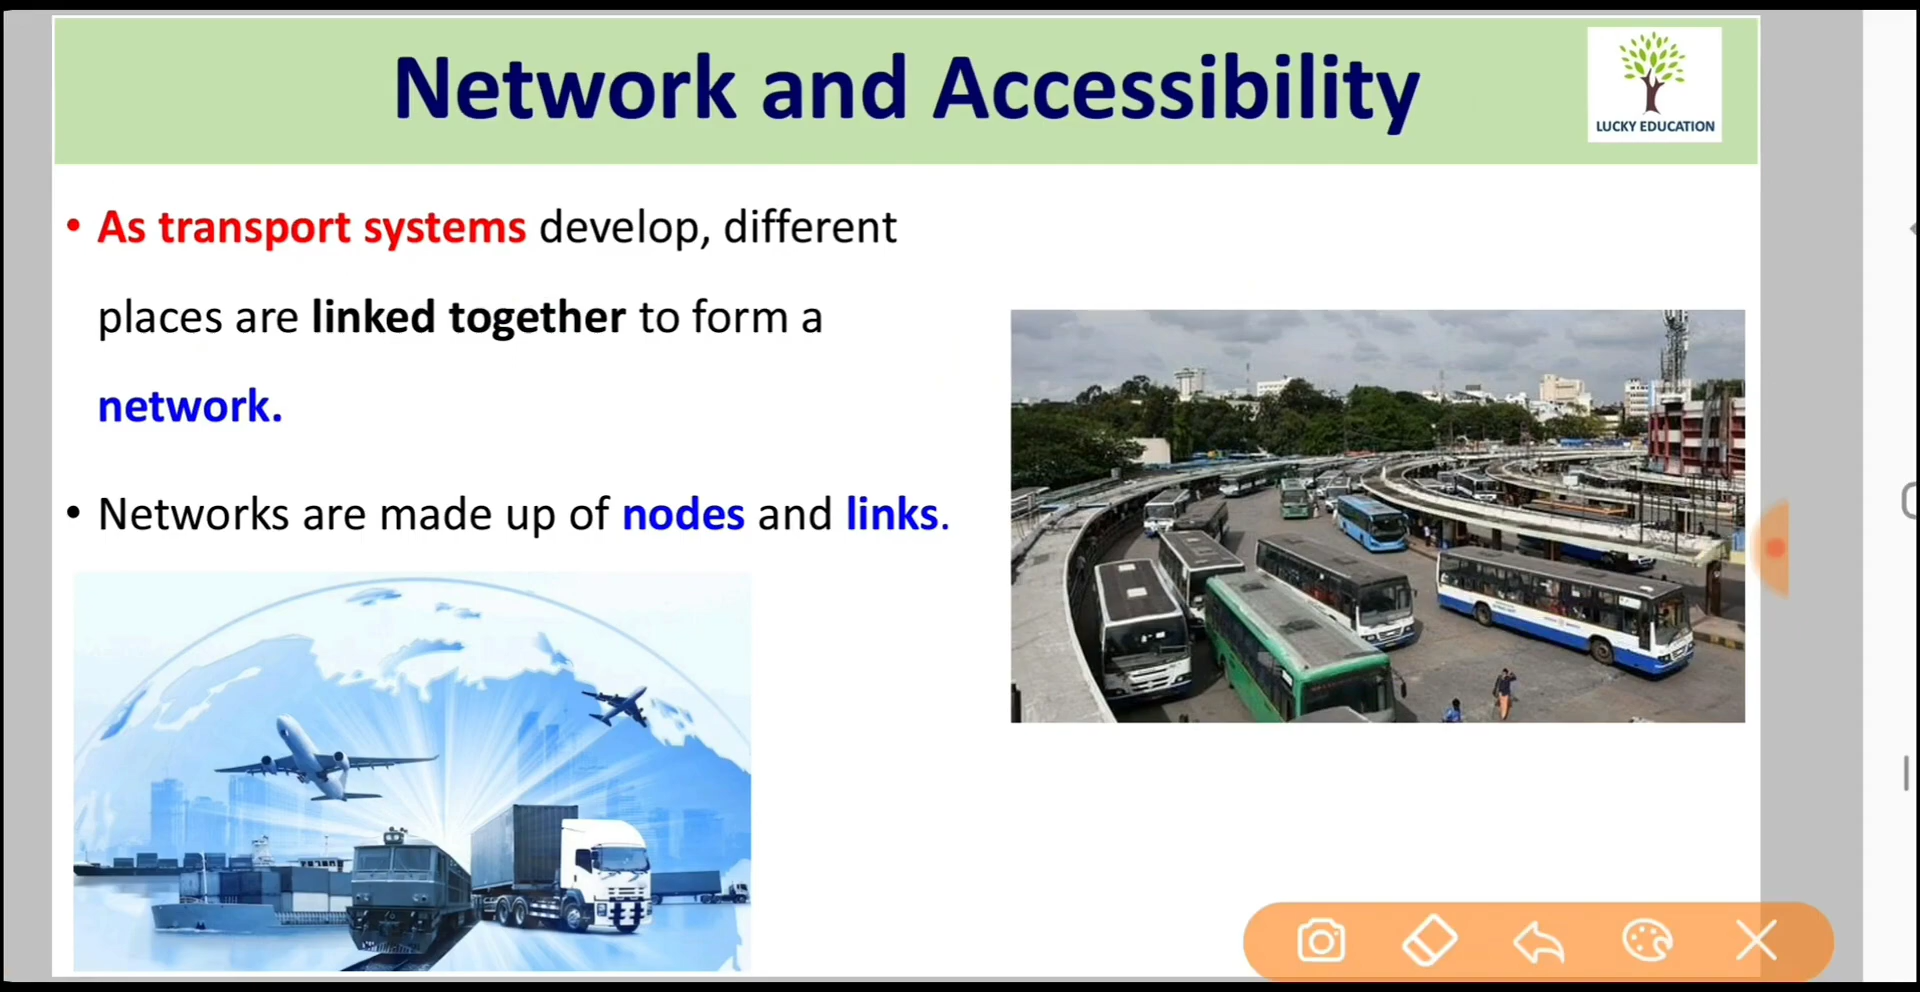 Network and Accessibility
LUCKY EDUCATION
• As transport systems develop, different
places are linked together to form a
network.
• Networks are made up of nodes and links.